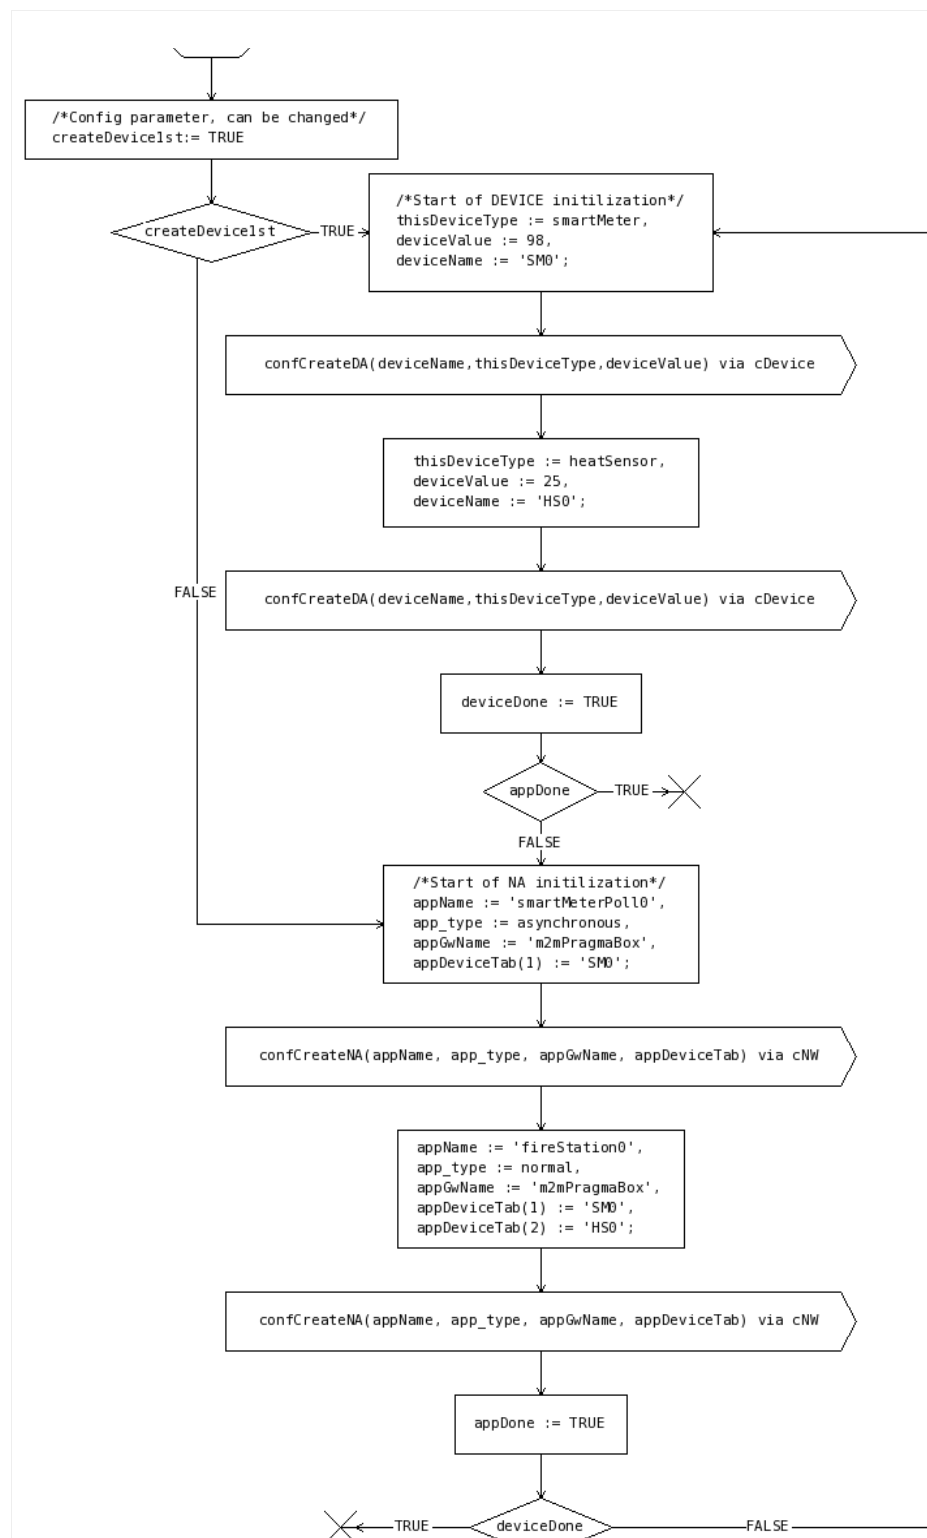 /*Config parameter, can be changed*/
createDevice1st:= TRUE
createDevice1st
TRUE
/*Start of DEVICE initilization*/
thisDeviceType := smartMeter,
deviceValue := 98,
deviceName := 'SM0';
confCreateDA(deviceName,thisDeviceType,deviceValue) via cDevice
thisDeviceType := heatSensor,
deviceValue := 25,
deviceName := 'HS0';
FALSE
confCreateDA(deviceName,thisDeviceType,deviceValue) via cDevice
deviceDone := TRUE
appDone
TRUE
FALSE
/*Start of NA initilization*/
appName := 'smartMeterPoll0',
app_type := asynchronous,
appGwName := 'm2mPragmaBox',
appDeviceTab(1) := 'SM0';
confCreateNA(appName, app_type, appGwName, appDeviceTab) via cNW
appName := 'fireStation0',
app_type := normal,
appGwName := 'm2mPragmaBox',
appDeviceTab(1) := 'SM0',
appDeviceTab(2) := 'HS0';
confCreateNA(appName, app_type, appGwName, appDeviceTab) via cNW
appDone := TRUE
TRUE
deviceDone
FALSE